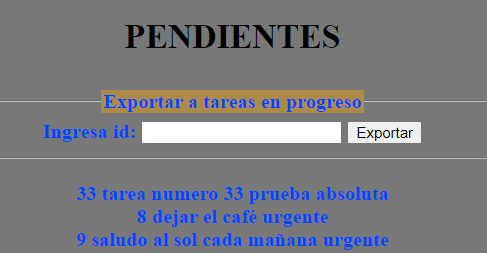 PENDIENTES
Exportar a tareas en progreso
Ingresa id: Exportar
33 tarea numero 33 prueba absoluta
8 dejar el café urgente
9 saludo al sol cada mañana urgente